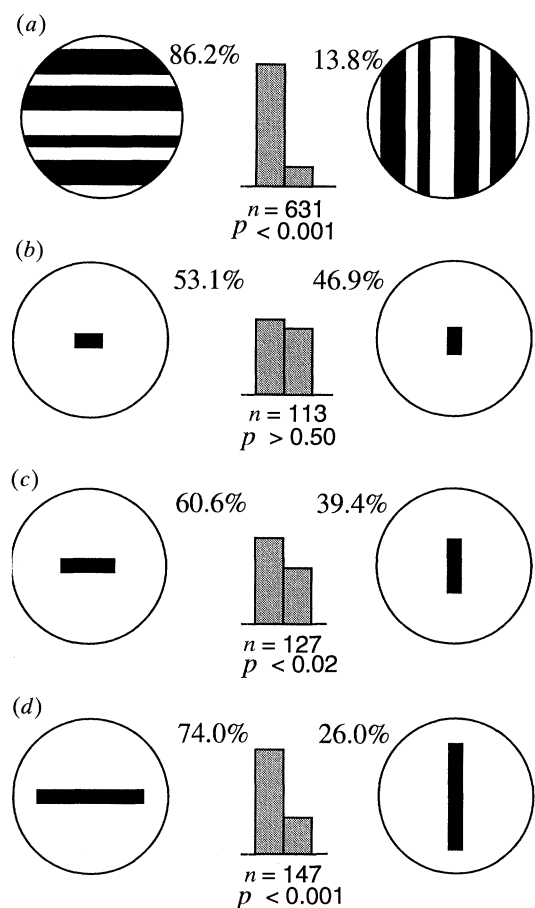 (a)
86.2% 13.8%
n = 631
p < 0.001
(b)
53.1% 46.9%
n = 113
p > 0.50
(c)
60.6% 39.4%
n = 127
p < 0.02
(d)
74.0% 26.0%
n = 147
p < 0.001